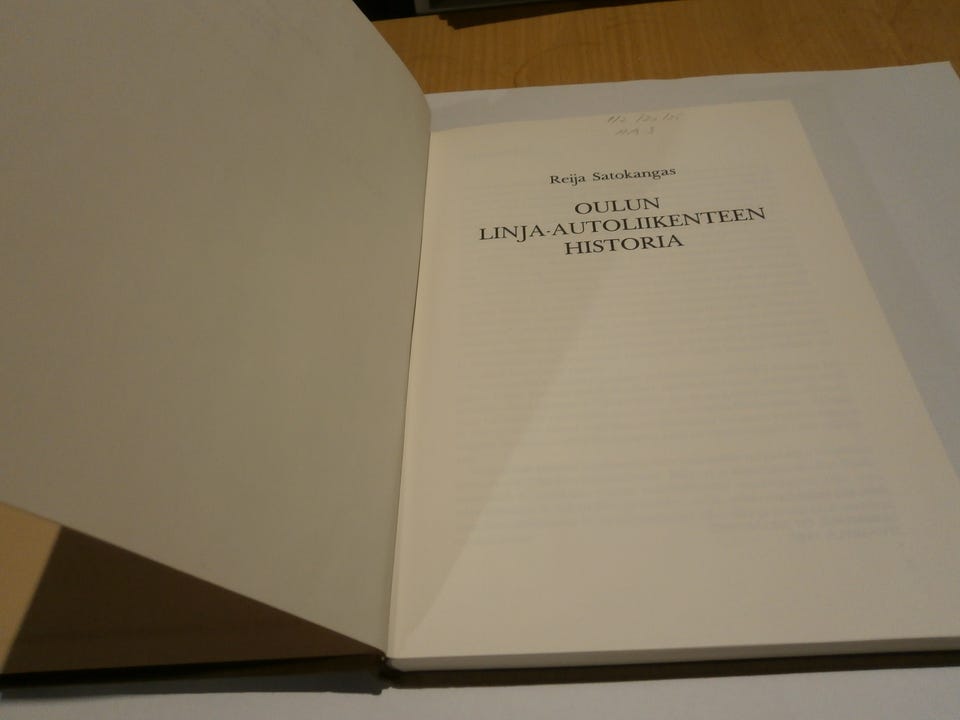 Reija Satokangas
OULUN
LINJA-AUTOLIIKENTEEN
HISTORIA